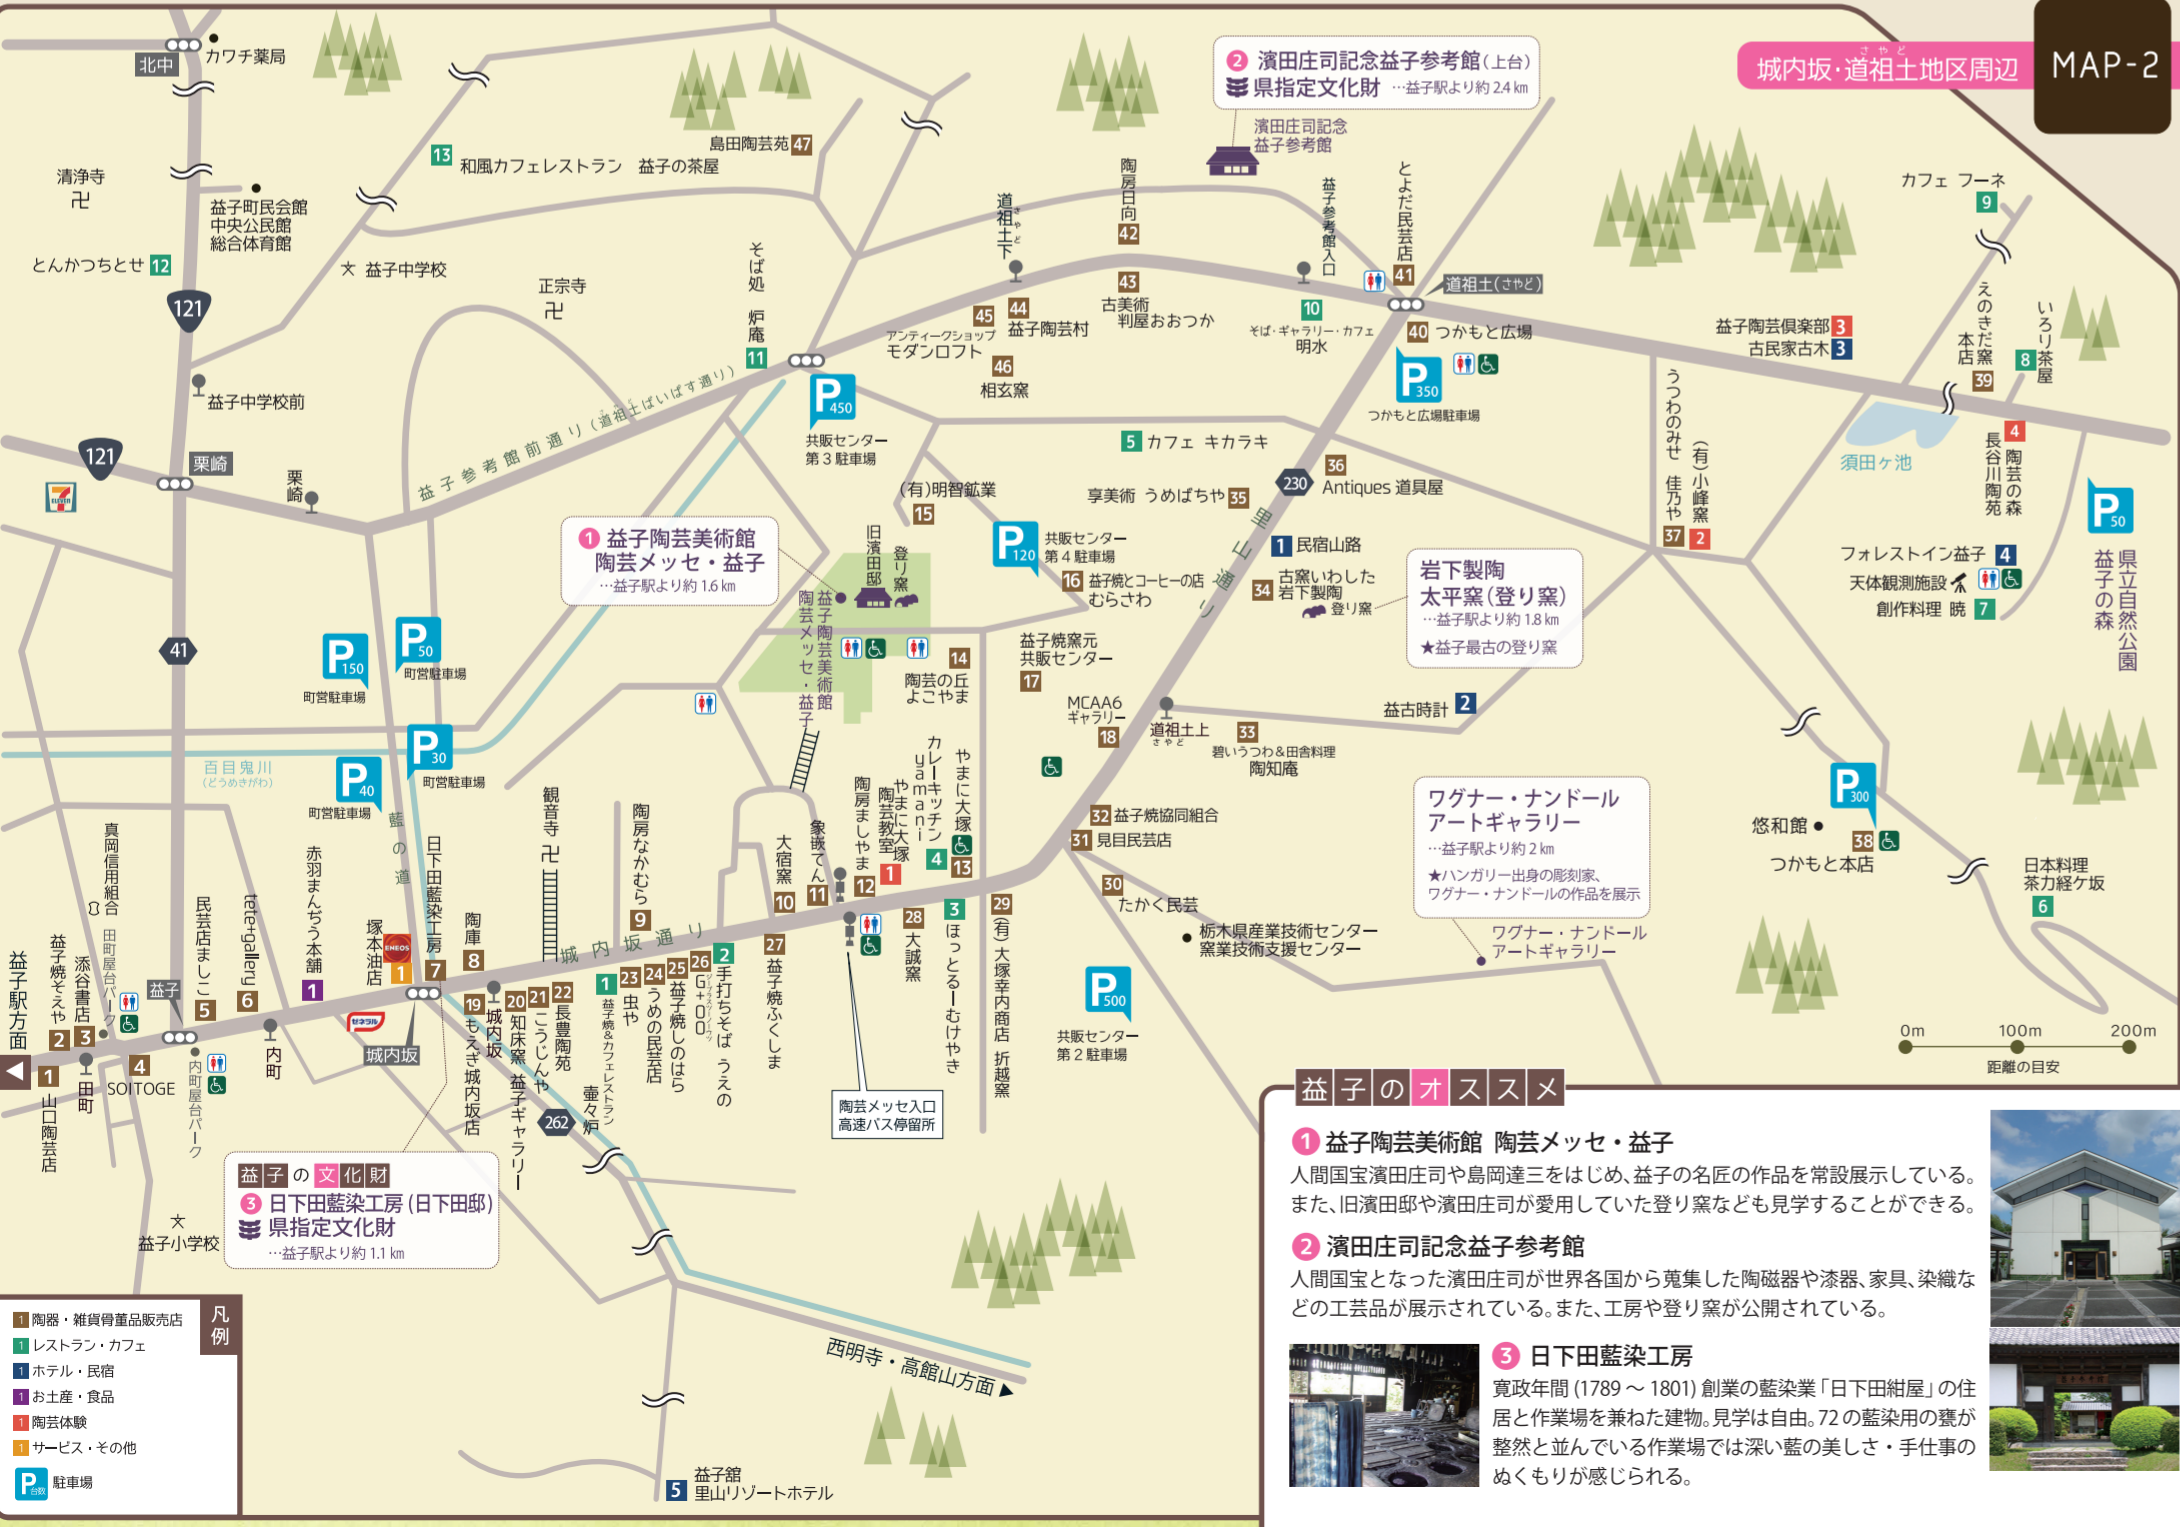 城内坂・道祖土地区周辺
さやど
MAP-2
北中
カワチ薬局
清浄寺
益子町民会館
中央公民館
総合体育館
とんかつちとせ 12
121
益子中学校
益子中学校前
121
栗崎
栗崎
7
ELEVEN
13 和風カフェレストラン 益子の茶屋
島田陶芸苑 47
正宗寺
そば処 炉庵
11
益子参考館前通り(道祖土ばいぱす通り)
P450
共販センター
第3駐車場
2 濱田庄司記念益子参考館(上台)
県指定文化財 …益子駅より約2.4km
濱田庄司記念
益子参考館
道祖土下
さやど
陶房日向
42
43
古美術
判屋おおつか
44
益子陶芸村
45
アンティークショップ
モダンロフト
46
相玄窯
益子参考館入口
とよだ民芸店
41
道祖土(さやど)
10
そば・ギャラリー・カフェ
明水
40 つかもと広場
P350
つかもと広場駐車場
カフェ フーネ
9
益子陶芸倶楽部 3
古民家古木 3
えのきだ窯
本店
39
いろり茶屋
8
須田ヶ池
4
陶芸の森
長谷川陶苑
P50
県立自然公園
益子の森
フォレストイン益子 4
天体観測施設
創作料理 暁 7
うつわのみせ 佳乃や
37
(有)小峰窯
2
5 カフェ キカラキ
享美術 うめばちや 35
230
36
Antiques 道具屋
里山通り
1 民宿山路
34 古窯いわした
岩下製陶
登り窯
岩下製陶
太平窯(登り窯)
…益子駅より約1.8km
★益子最古の登り窯
(有)明智鉱業
15
P120
共販センター
第4駐車場
16 益子焼とコーヒーの店
むらさわ
1 益子陶芸美術館
陶芸メッセ・益子
…益子駅より約1.6km
旧濱田邸
登り窯
益子陶芸美術館
陶芸メッセ・益子
14
陶芸の丘
よこやま
益子焼窯元
共販センター
17
MCAA6
ギャラリー
18
道祖土上
さやど
33
碧いうつわ&田舎料理
陶知庵
益古時計 2
41
P150
町営駐車場
P50
町営駐車場
P30
町営駐車場
P40
町営駐車場
百目鬼川
(どうめきがわ)
藍の道
32 益子焼協同組合
31 見目民芸店
30
たかく民芸
栃木県産業技術センター
窯業技術支援センター
ワグナー・ナンドール
アートギャラリー
…益子駅より約2km
★ハンガリー出身の彫刻家、
ワグナー・ナンドールの作品を展示
ワグナー・ナンドール
アートギャラリー
P300
悠和館
38
つかもと本店
日本料理
茶力経ケ坂
6
P500
共販センター
第2駐車場
0m 100m 200m
距離の目安
益子駅方面
1
山口陶芸店
益子焼ぞえや
2
添谷書店
3
田町
真岡信用組合
田町屋台パーク
4
SOITOGE
益子
内町屋台パーク
民芸店ましこ
5
tete+gallery
6
内町
赤羽まんぢう本舗
1
塚本油店
ENEOS
1
ゼネラル
城内坂
日下田藍染工房
7
陶庫
8
19
もえぎ城内坂店
城内坂
20
知床窯 益子ギャラリー
21
こうじんや
22
長豊陶苑
観音寺
城内坂通り
陶房なかむら
9
1
益子焼&カフェレストラン
壷々炉
23
虫や
24
うめの民芸店
25
益子焼しのはら
26
G+OO
2
手打ちそば うえの
27
益子焼ふくしま
大宿窯
10
象嵌てん
11
陶房ましやま
12
陶芸教室
やまに大塚
1
カレーキッチン
yamani
4
やまに大塚
13
28
大誠窯
3
ほっとるーむけやき
29
(有)大塚幸内商店 折越窯
陶芸メッセ入口
高速バス停留所
262
益子小学校
益子の文化財
3 日下田藍染工房(日下田邸)
県指定文化財
…益子駅より約1.1km
西明寺・高館山方面▶
5 益子舘
里山リゾートホテル
凡例
1 陶器・雑貨骨董品販売店
1 レストラン・カフェ
1 ホテル・民宿
1 お土産・食品
1 陶芸体験
1 サービス・その他
P台数 駐車場
益子のオススメ
1 益子陶芸美術館 陶芸メッセ・益子
人間国宝濱田庄司や島岡達三をはじめ、益子の名匠の作品を常設展示している。
また、旧濱田邸や濱田庄司が愛用していた登り窯なども見学することができる。
2 濱田庄司記念益子参考館
人間国宝となった濱田庄司が世界各国から蒐集した陶磁器や漆器、家具、染織な
どの工芸品が展示されている。また、工房や登り窯が公開されている。
3 日下田藍染工房
寛政年間(1789〜1801)創業の藍染業「日下田紺屋」の住
居と作業場を兼ねた建物。見学は自由。72の藍染用の甕が
整然と並んでいる作業場では深い藍の美しさ・手仕事の
ぬくもりが感じられる。